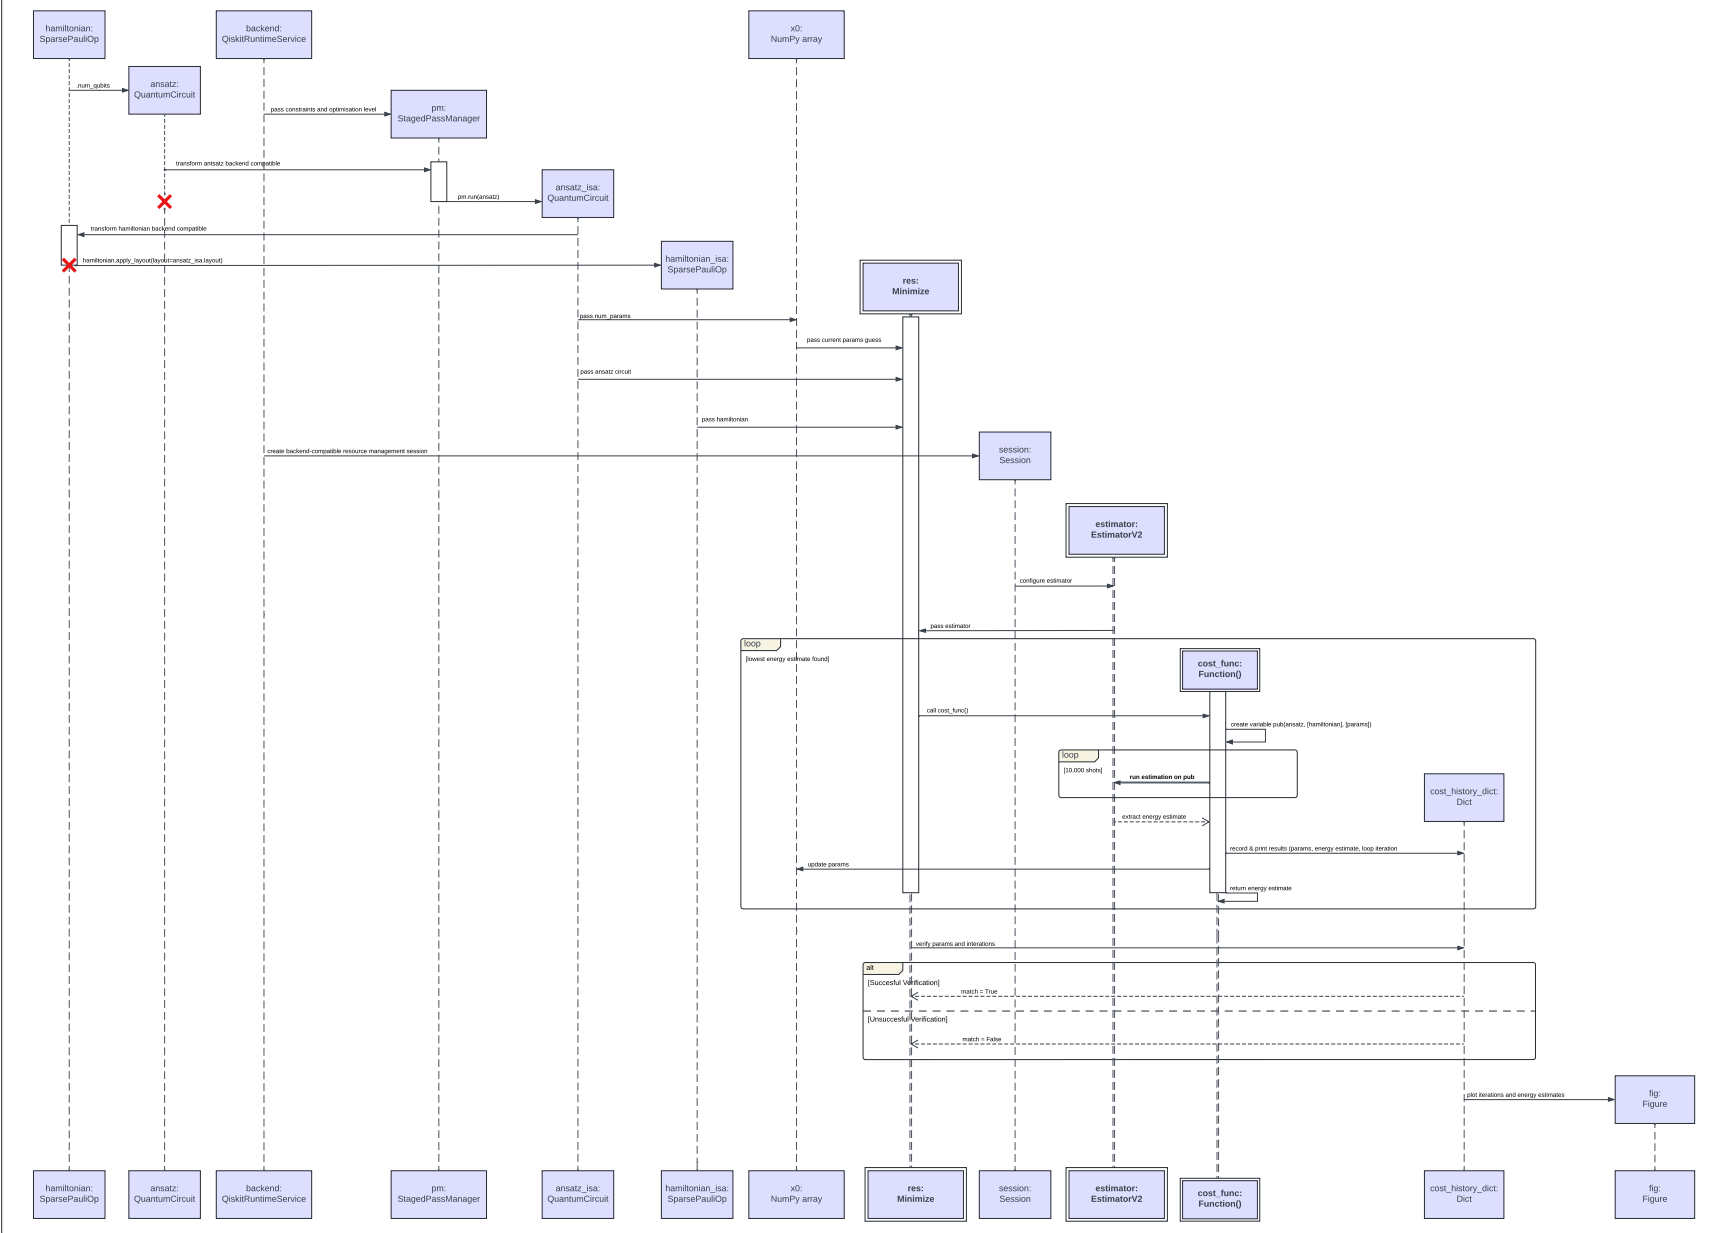 hamiltonian:
SparsePauliOp
backend:
QiskitRuntimeService
x0:
NumPy array
.num_qubits
ansatz:
QuantumCircuit
pass constraints and optimisation level
pm:
StagedPassManager
transform antsatz backend compatible
pm.run(ansatz)
ansatz_isa:
QuantumCircuit
transform hamiltonian backend compatible
hamiltonian.apply_layout(layout=ansatz_isa.layout)
hamiltonian_isa:
SparsePauliOp
res:
Minimize
pass num_params
pass current params guess
pass ansatz circuit
pass hamiltonian
create backend-compatible resource management session
session:
Session
estimator:
EstimatorV2
configure estimator
pass estimator
loop
[lowest energy estimate found]
cost_func:
Function()
call cost_func()
create variable pub(ansatz, [hamiltonian], [params])
loop
[10,000 shots]
run estimation on pub
cost_history_dict:
Dict
extract energy estimate
record & print results (params, energy estimate, loop iteration
update params
return energy estimate
verify params and interations
alt
[Succesful Verification]
match = True
[Unsuccesful Verification]
match = False
plot iterations and energy estimates
fig:
Figure
hamiltonian:
SparsePauliOp
ansatz:
QuantumCircuit
backend:
QiskitRuntimeService
pm:
StagedPassManager
ansatz_isa:
QuantumCircuit
hamiltonian_isa:
SparsePauliOp
x0:
NumPy array
res:
Minimize
session:
Session
estimator:
EstimatorV2
cost_func:
Function()
cost_history_dict:
Dict
fig:
Figure